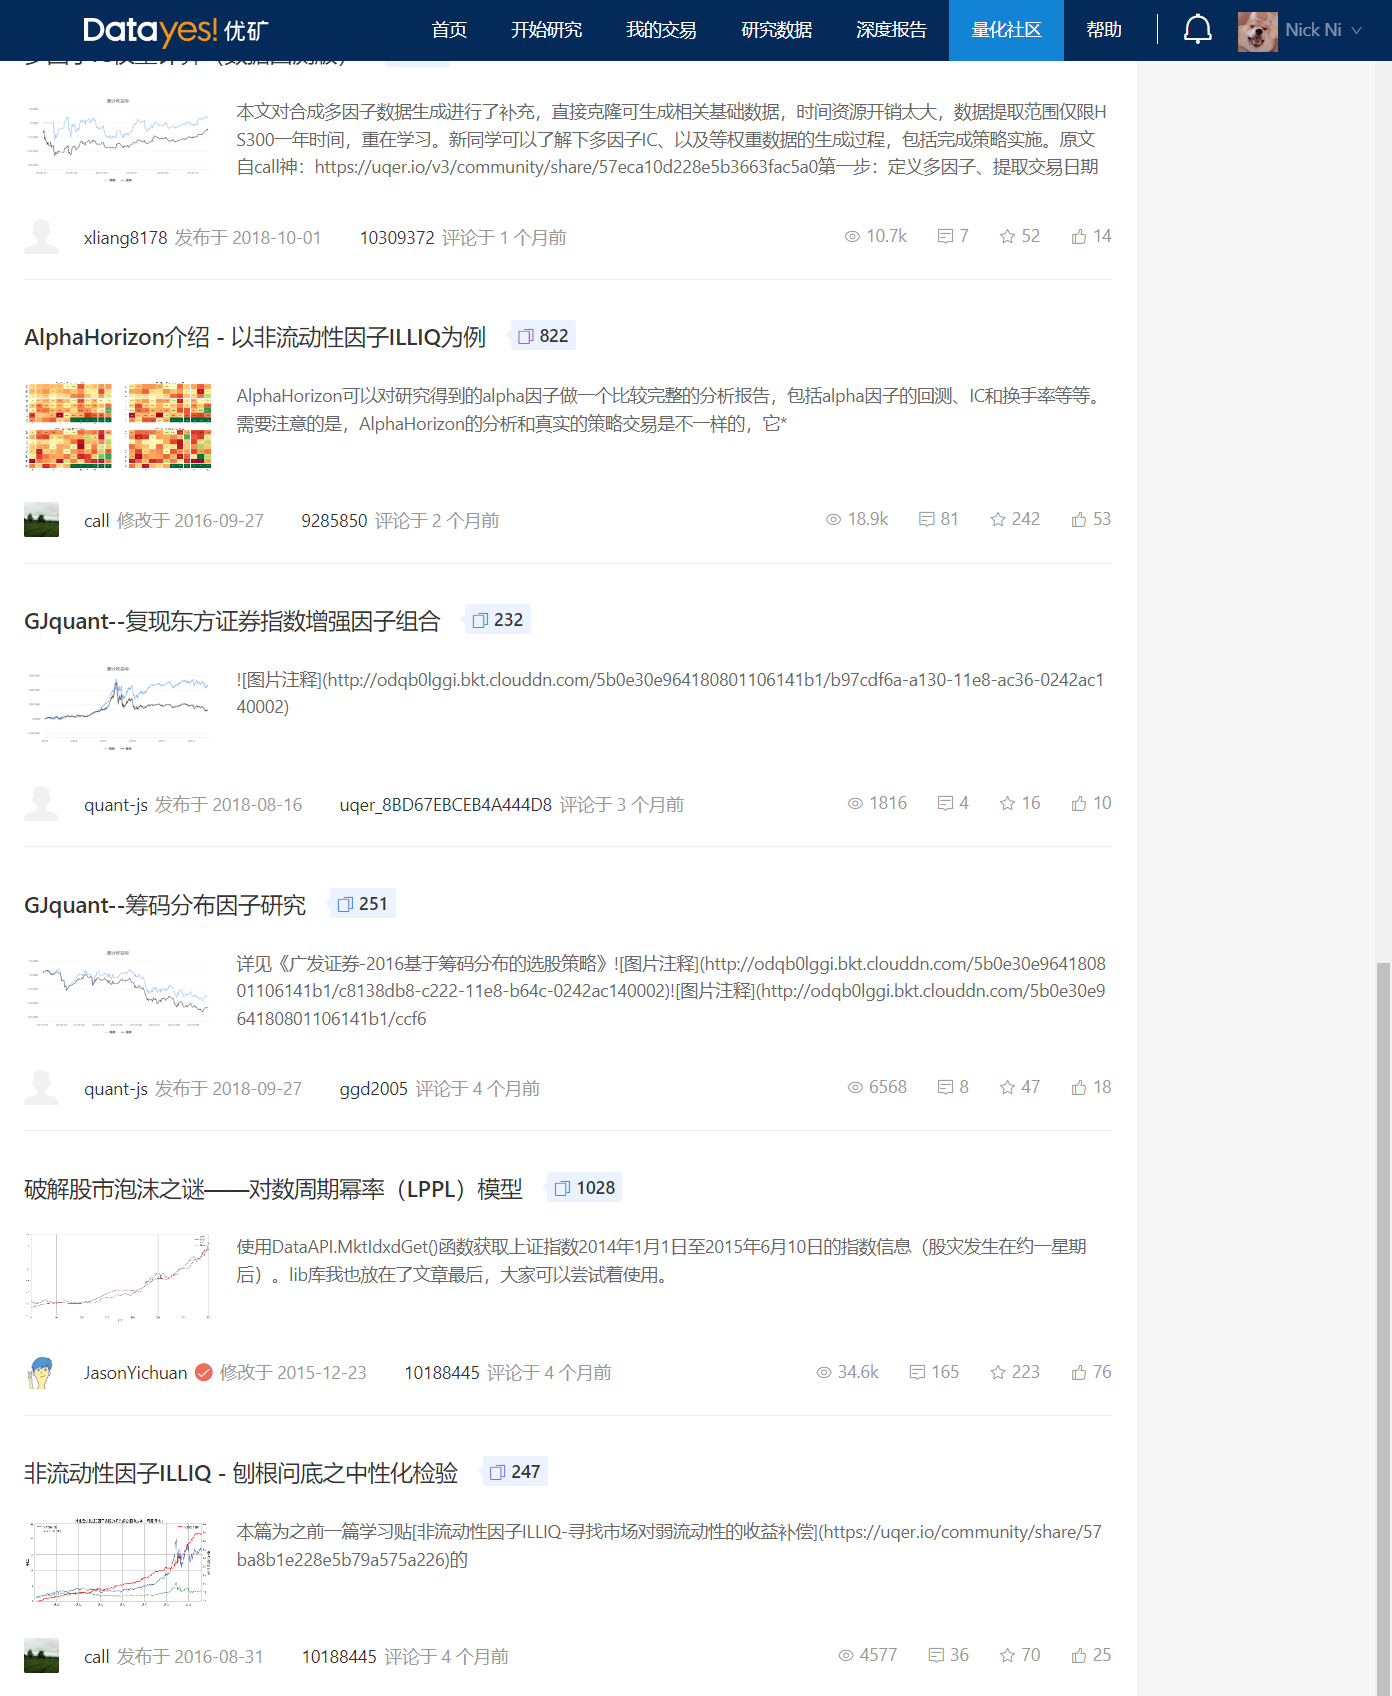 Datayes! 优矿 首页 开始研究 我的交易 研究数据 深度报告 量化社区 帮助 Nick Ni
本文对合成多因子数据生成进行了补充，直接克隆可生成相关基础数据，时间资源开销太大，数据提取范围仅限H
S300一年时间，重在学习。新同学可以了解下多因子IC、以及等权重数据的生成过程，包括完成策略实施。原文
自call神：https://uqer.io/v3/community/share/57eca10d228e5b3663fac5a0第一步：定义多因子、提取交易日期
xliang8178 发布于 2018-10-01 10309372 评论于 1 个月前 10.7k 7 52 14
AlphaHorizon介绍 - 以非流动性因子ILLIQ为例 822
AlphaHorizon可以对研究得到的alpha因子做一个比较完整的分析报告，包括alpha因子的回测、IC和换手率等等。
需要注意的是，AlphaHorizon的分析和真实的策略交易是不一样的，它*
call 修改于 2016-09-27 9285850 评论于 2 个月前 18.9k 81 242 53
GJquant--复现东方证券指数增强因子组合 232
累计收益率
![图片注释](http://odqb0lggi.bkt.clouddn.com/5b0e30e964180801106141b1/b97cdf6a-a130-11e8-ac36-0242ac1
40002)
quant-js 发布于 2018-08-16 uqer_8BD67EBCEB4A444D8 评论于 3 个月前 1816 4 16 10
GJquant--筹码分布因子研究 251
累计收益率
详见《广发证券-2016基于筹码分布的选股策略》![图片注释](http://odqb0lggi.bkt.clouddn.com/5b0e30e964180
801106141b1/c8138db8-c222-11e8-b64c-0242ac140002)![图片注释](http://odqb0lggi.bkt.clouddn.com/5b0e30e9
64180801106141b1/ccf6
quant-js 发布于 2018-09-27 ggd2005 评论于 4 个月前 6568 8 47 18
破解股市泡沫之谜——对数周期幂率（LPPL）模型 1028
使用DataAPI.MktIdxdGet()函数获取上证指数2014年1月1日至2015年6月10日的指数信息（股灾发生在约一星期
后）。lib库我也放在了文章最后，大家可以尝试着使用。
JasonYichuan 修改于 2015-12-23 10188445 评论于 4 个月前 34.6k 165 223 76
非流动性因子ILLIQ - 刨根问底之中性化检验 247
本篇为之前一篇学习贴[非流动性因子ILLIQ-寻找市场对弱流动性的收益补偿](https://uqer.io/community/share/57
ba8b1e228e5b79a575a226)的
call 发布于 2016-08-31 10188445 评论于 4 个月前 4577 36 70 25